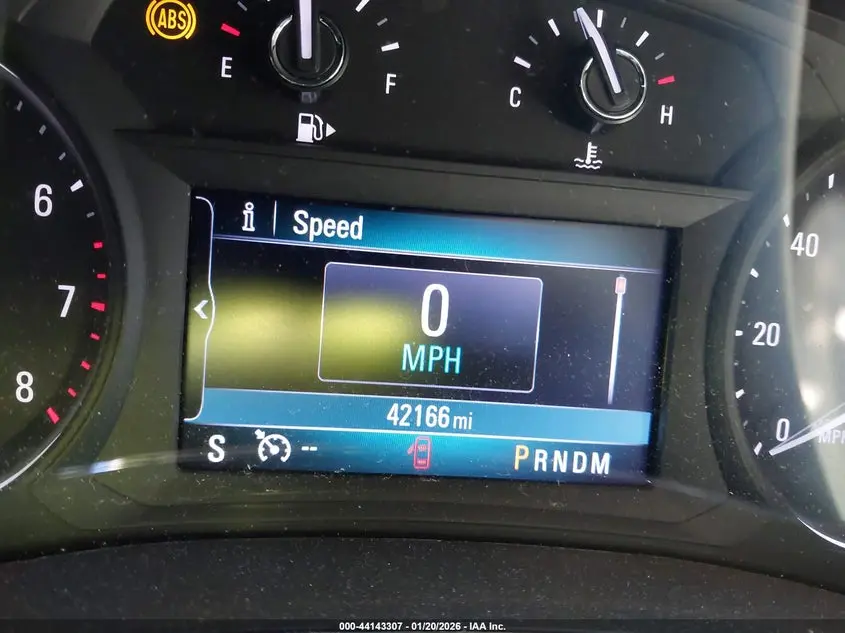 ABS
E
F
C
H
6
7
8
i Speed
0
MPH
42166 mi
S -- PRNDM
40
20
0
MPH
000-44143307 - 01/20/2026 - IAA Inc.